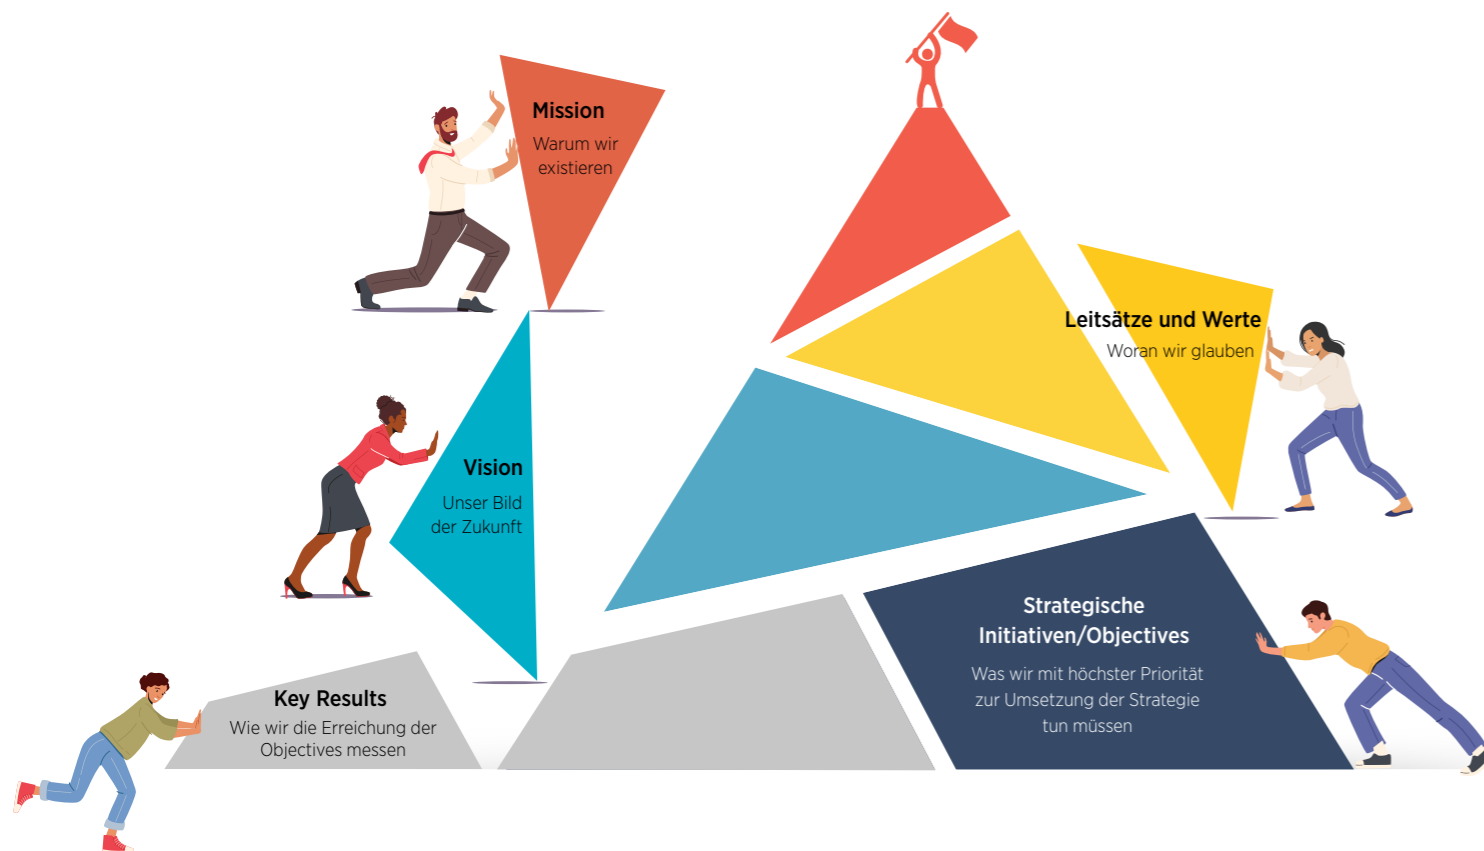 Mission
Warum wir
existieren
Leitsätze und Werte
Woran wir glauben
Vision
Unser Bild
der Zukunft
Strategische
Initiativen/Objectives
Was wir mit höchster Priorität
zur Umsetzung der Strategie
tun müssen
Key Results
Wie wir die Erreichung der
Objectives messen